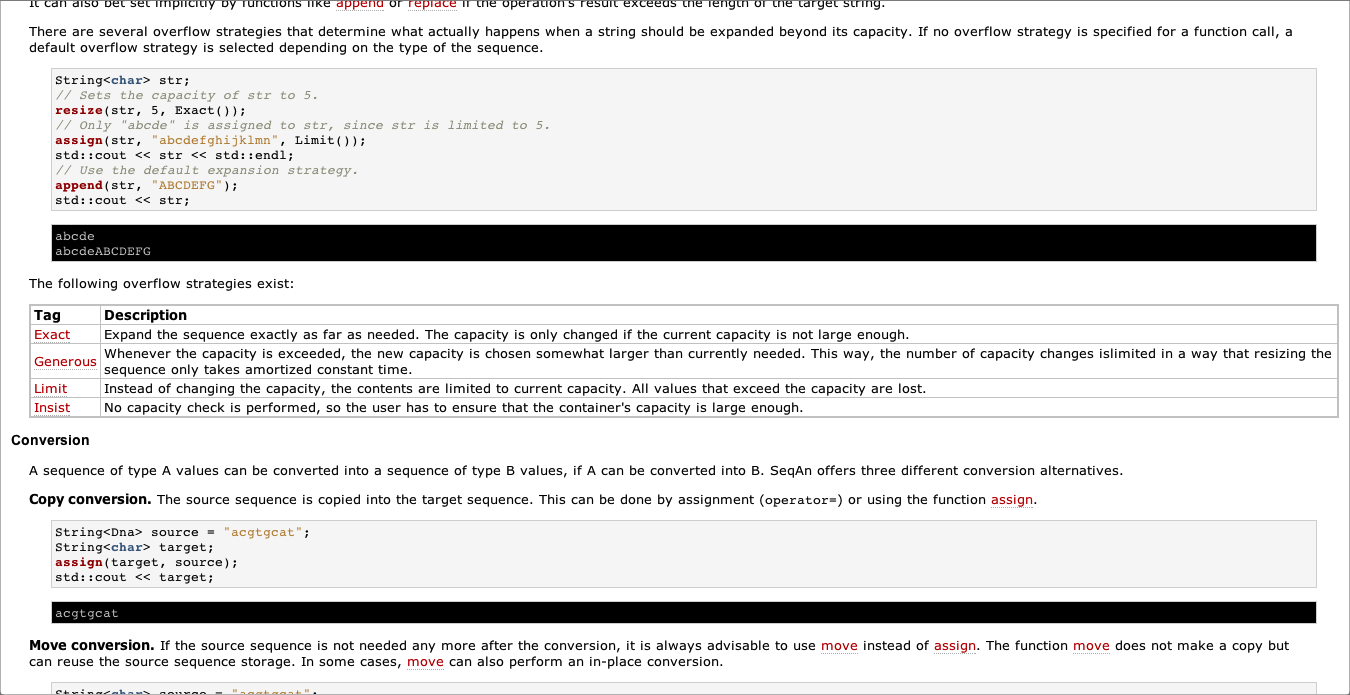 It can also bet set implicitly by functions like append or replace if the operation's result exceeds the length of the target string.
There are several overflow strategies that determine what actually happens when a string should be expanded beyond its capacity. If no overflow strategy is specified for a function call, a
default overflow strategy is selected depending on the type of the sequence.
String<char> str;
// Sets the capacity of str to 5.
resize(str, 5, Exact());
// Only "abcde" is assigned to str, since str is limited to 5.
assign(str, "abcdefghijklmn", Limit());
std::cout << str << std::endl;
// Use the default expansion strategy.
append(str, "ABCDEFG");
std::cout << str;
abcde
abcdeABCDEFG
The following overflow strategies exist:
Tag Description
Exact Expand the sequence exactly as far as needed. The capacity is only changed if the current capacity is not large enough.
Generous Whenever the capacity is exceeded, the new capacity is chosen somewhat larger than currently needed. This way, the number of capacity changes islimited in a way that resizing the
sequence only takes amortized constant time.
Limit Instead of changing the capacity, the contents are limited to current capacity. All values that exceed the capacity are lost.
Insist No capacity check is performed, so the user has to ensure that the container's capacity is large enough.
Conversion
A sequence of type A values can be converted into a sequence of type B values, if A can be converted into B. SeqAn offers three different conversion alternatives.
Copy conversion. The source sequence is copied into the target sequence. This can be done by assignment (operator=) or using the function assign.
String<Dna> source = "acgtgcat";
String<char> target;
assign(target, source);
std::cout << target;
acgtgcat
Move conversion. If the source sequence is not needed any more after the conversion, it is always advisable to use move instead of assign. The function move does not make a copy but
can reuse the source sequence storage. In some cases, move can also perform an in-place conversion.
String<char> source = "acgtgcat";